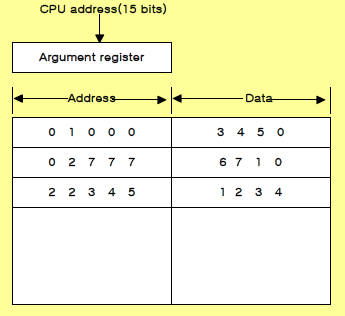 CPU address(15 bits)
Argument register
Address Data
0 1 0 0 0 3 4 5 0
0 2 7 7 7 6 7 1 0
2 2 3 4 5 1 2 3 4